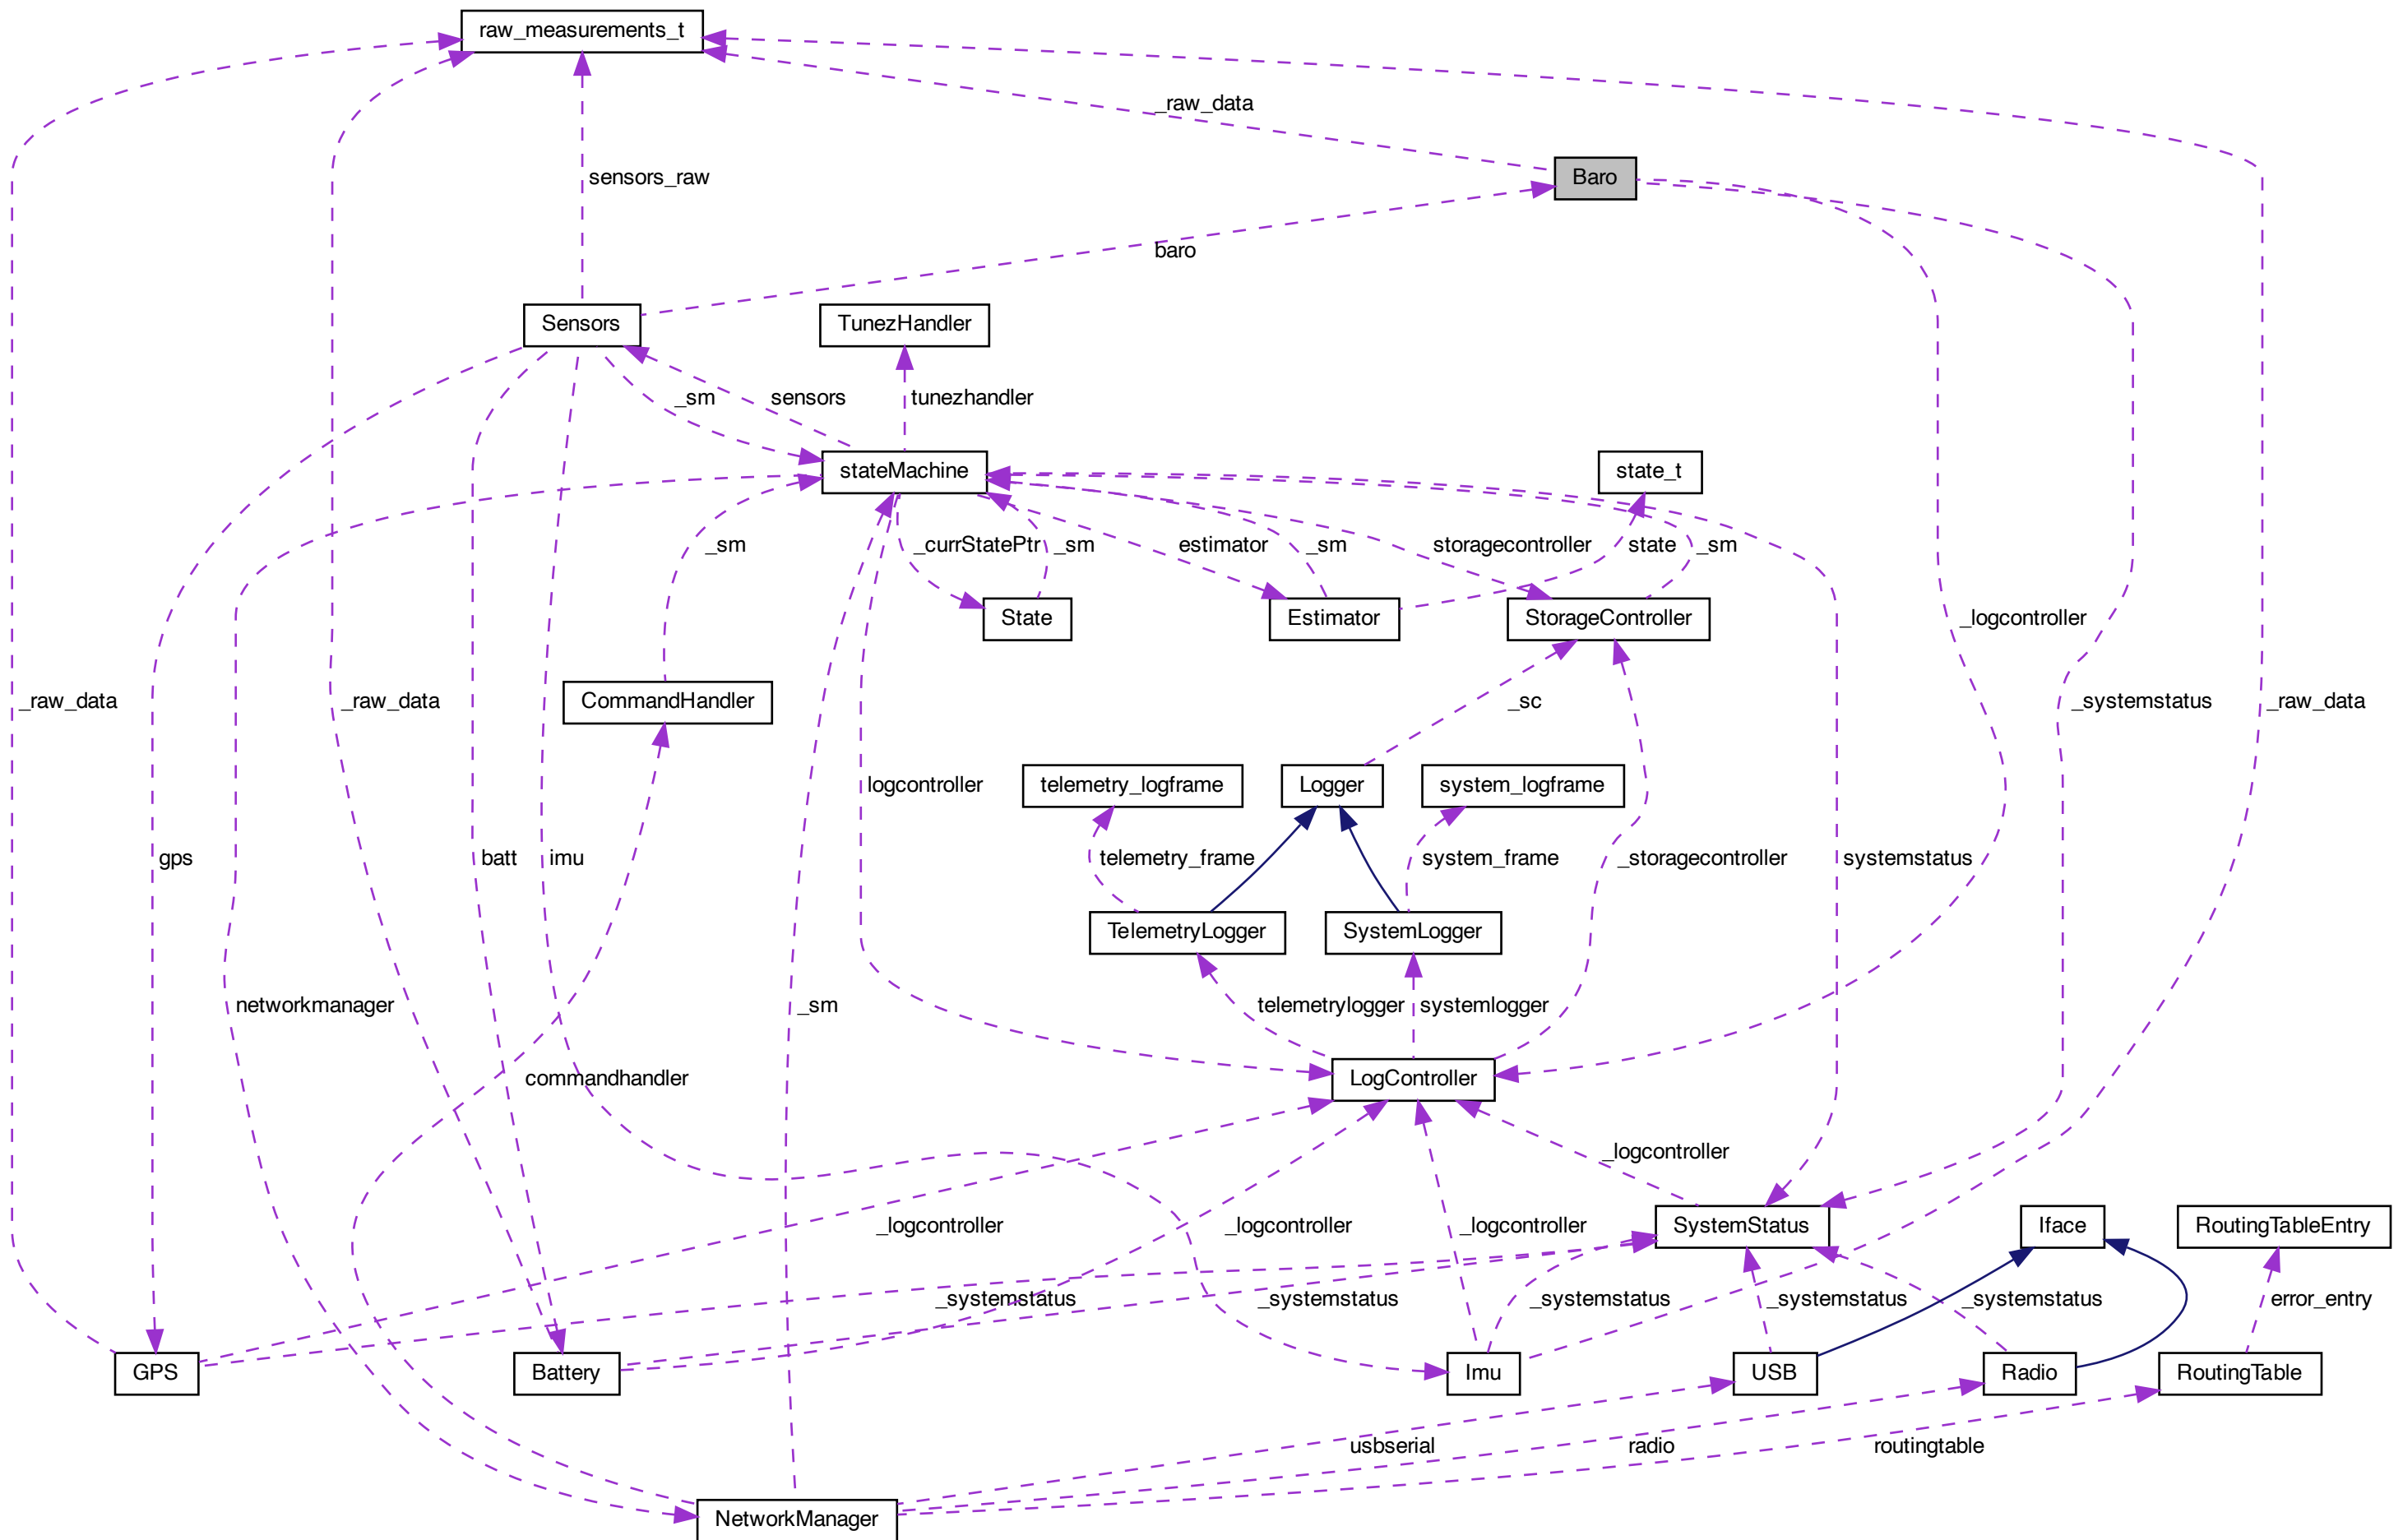 raw_measurements_t
_raw_data
Baro
sensors_raw
baro
Sensors
TunezHandler
_sm
sensors
tunezhandler
stateMachine
state_t
_sm
_currStatePtr
_sm
estimator
_sm
storagecontroller
state
_sm
State
Estimator
StorageController
_logcontroller
_raw_data
_raw_data
CommandHandler
_sc
_systemstatus
_raw_data
logcontroller
telemetry_logframe
Logger
system_logframe
gps
batt
imu
telemetry_frame
system_frame
_storagecontroller
systemstatus
TelemetryLogger
SystemLogger
networkmanager
_sm
telemetrylogger
systemlogger
commandhandler
LogController
_logcontroller
_logcontroller
_logcontroller
_logcontroller
SystemStatus
Iface
RoutingTableEntry
_systemstatus
_systemstatus
_systemstatus
_systemstatus
_systemstatus
error_entry
GPS
Battery
Imu
USB
Radio
RoutingTable
usbserial
radio
routingtable
NetworkManager